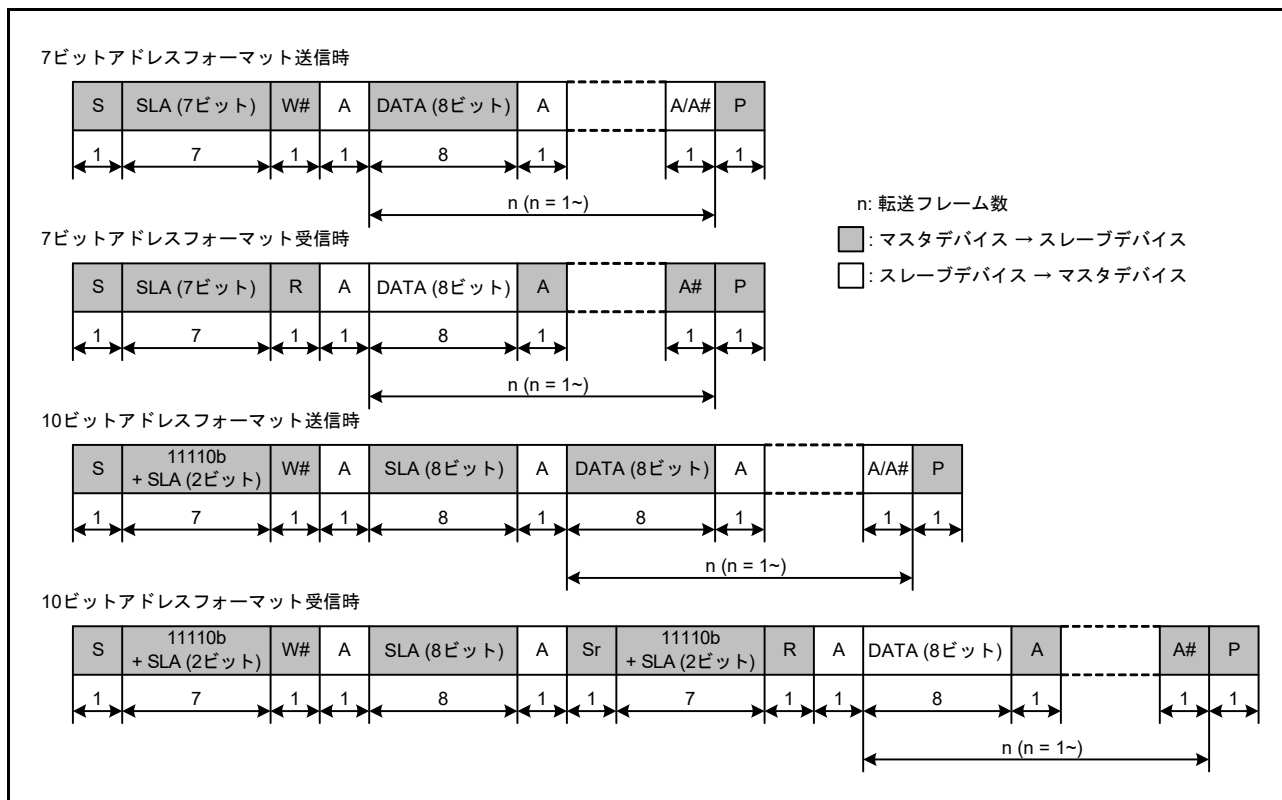 7ビットアドレスフォーマット送信時
S SLA (7ビット) W# A DATA (8ビット) A A/A# P
1 7 1 1 8 1 1 1
n (n = 1~)
n: 転送フレーム数
: マスタデバイス → スレーブデバイス
: スレーブデバイス → マスタデバイス
7ビットアドレスフォーマット受信時
S SLA (7ビット) R A DATA (8ビット) A A# P
1 7 1 1 8 1 1 1
n (n = 1~)
10ビットアドレスフォーマット送信時
S 11110b + SLA (2ビット) W# A SLA (8ビット) A DATA (8ビット) A A/A# P
1 7 1 1 8 1 8 1 1 1
n (n = 1~)
10ビットアドレスフォーマット受信時
S 11110b + SLA (2ビット) W# A SLA (8ビット) A Sr 11110b + SLA (2ビット) R A DATA (8ビット) A A# P
1 7 1 1 8 1 1 7 1 1 8 1 1 1
n (n = 1~)